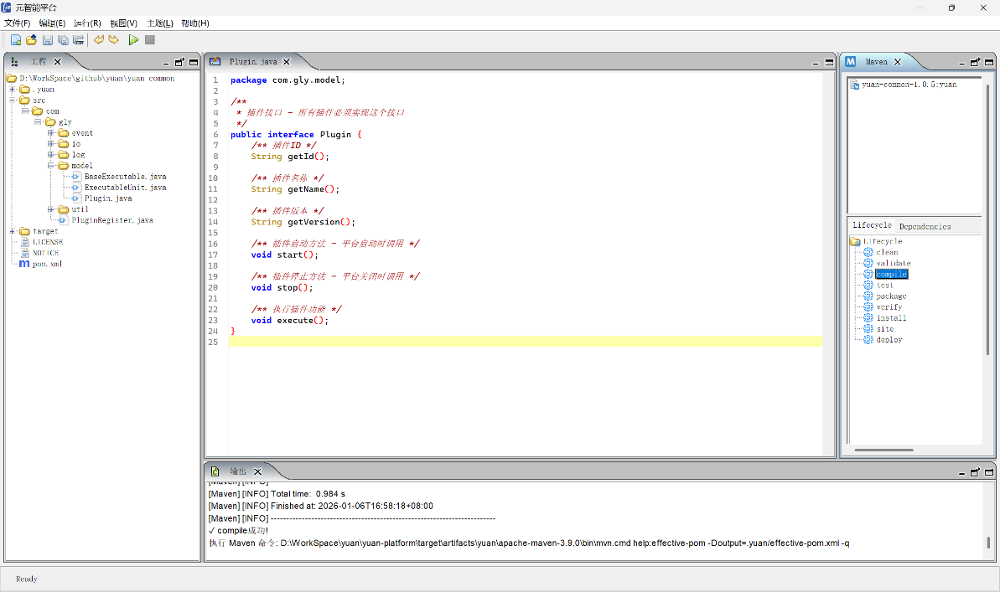 元智能平台
文件(F) 编辑(E) 运行(R) 视图(V) 主题(L) 帮助(H)
工程
D:\WorkSpace\github\yuan\yuan common
.yuan
src
com
gly
event
io
log
model
BaseExecutable.java
ExecutableUnit.java
Plugin.java
util
PluginRegister.java
target
LICENSE
NOTICE
pom.xml
Plugin.java
1 package com.gly.model;
2
3 /**
4 * 插件接口 - 所有插件必须实现这个接口
5 */
6 public interface Plugin {
7 /** 插件ID */
8 String getId();
9
10 /** 插件名称 */
11 String getName();
12
13 /** 插件版本 */
14 String getVersion();
15
16 /** 插件启动方法 - 平台启动时调用 */
17 void start();
18
19 /** 插件停止方法 - 平台关闭时调用 */
20 void stop();
21
22 /** 执行插件功能 */
23 void execute();
24 }
25
Maven
yuan-common-1.0.5:yuan
Lifecycle Dependencies
Lifecycle
clean
validate
compile
test
package
verify
install
site
deploy
输出
[Maven] [INFO]
[Maven] [INFO] Total time:  0.984 s
[Maven] [INFO] Finished at: 2026-01-06T16:58:18+08:00
[Maven] [INFO] ------------------------------------------------------------------------
✓ compile成功!
执行 Maven 命令: D:\WorkSpace\yuan\yuan-platform\target\artifacts\yuan\apache-maven-3.9.0\bin\mvn.cmd help:effective-pom -Doutput=.yuan/effective-pom.xml -q
Ready